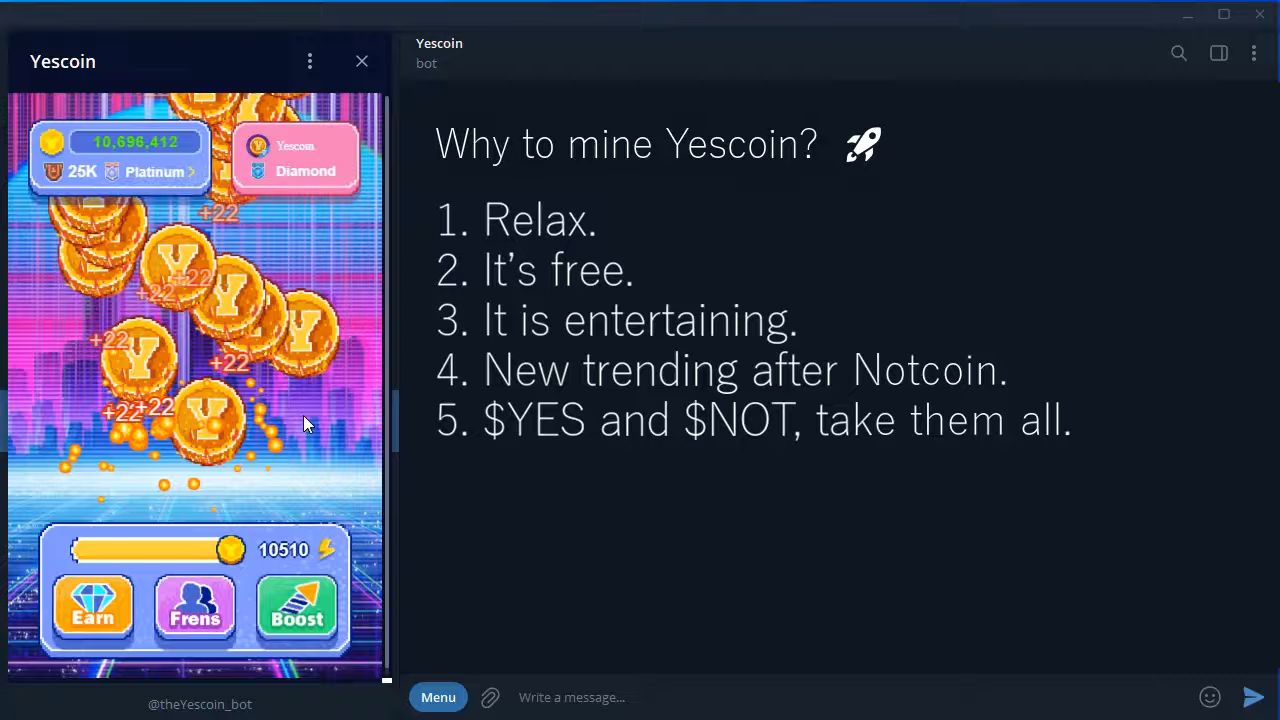 Yescoin
10,696,412
25K Platinum >
Yescoin.
Diamond
+22
+22
+22
+22
+22
+22
+22
10510
Earn
Frens
Boost
@theYescoin_bot
Yescoin
bot
Why to mine Yescoin? 🚀
1. Relax.
2. It’s free.
3. It is entertaining.
4. New trending after Notcoin.
5. $YES and $NOT, take them all.
Menu
Write a message...